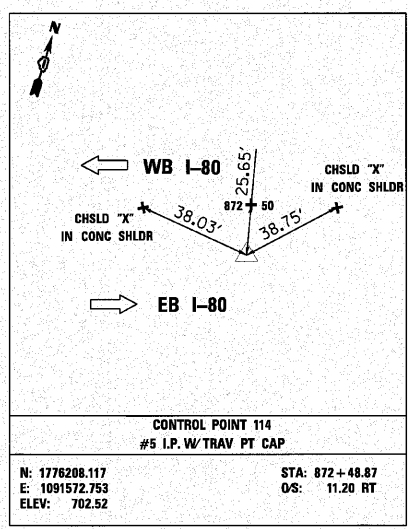 N
WB I-80
25.65'
CHSLD "X"
IN CONC SHLDR
872 50
CHSLD "X"
IN CONC SHLDR
38.03'
38.75'
EB I-80
CONTROL POINT 114
#5 I.P. W/ TRAV PT CAP
N: 1776208.117
E: 1091572.753
ELEV: 702.52
STA: 872+48.87
O/S: 11.20 RT